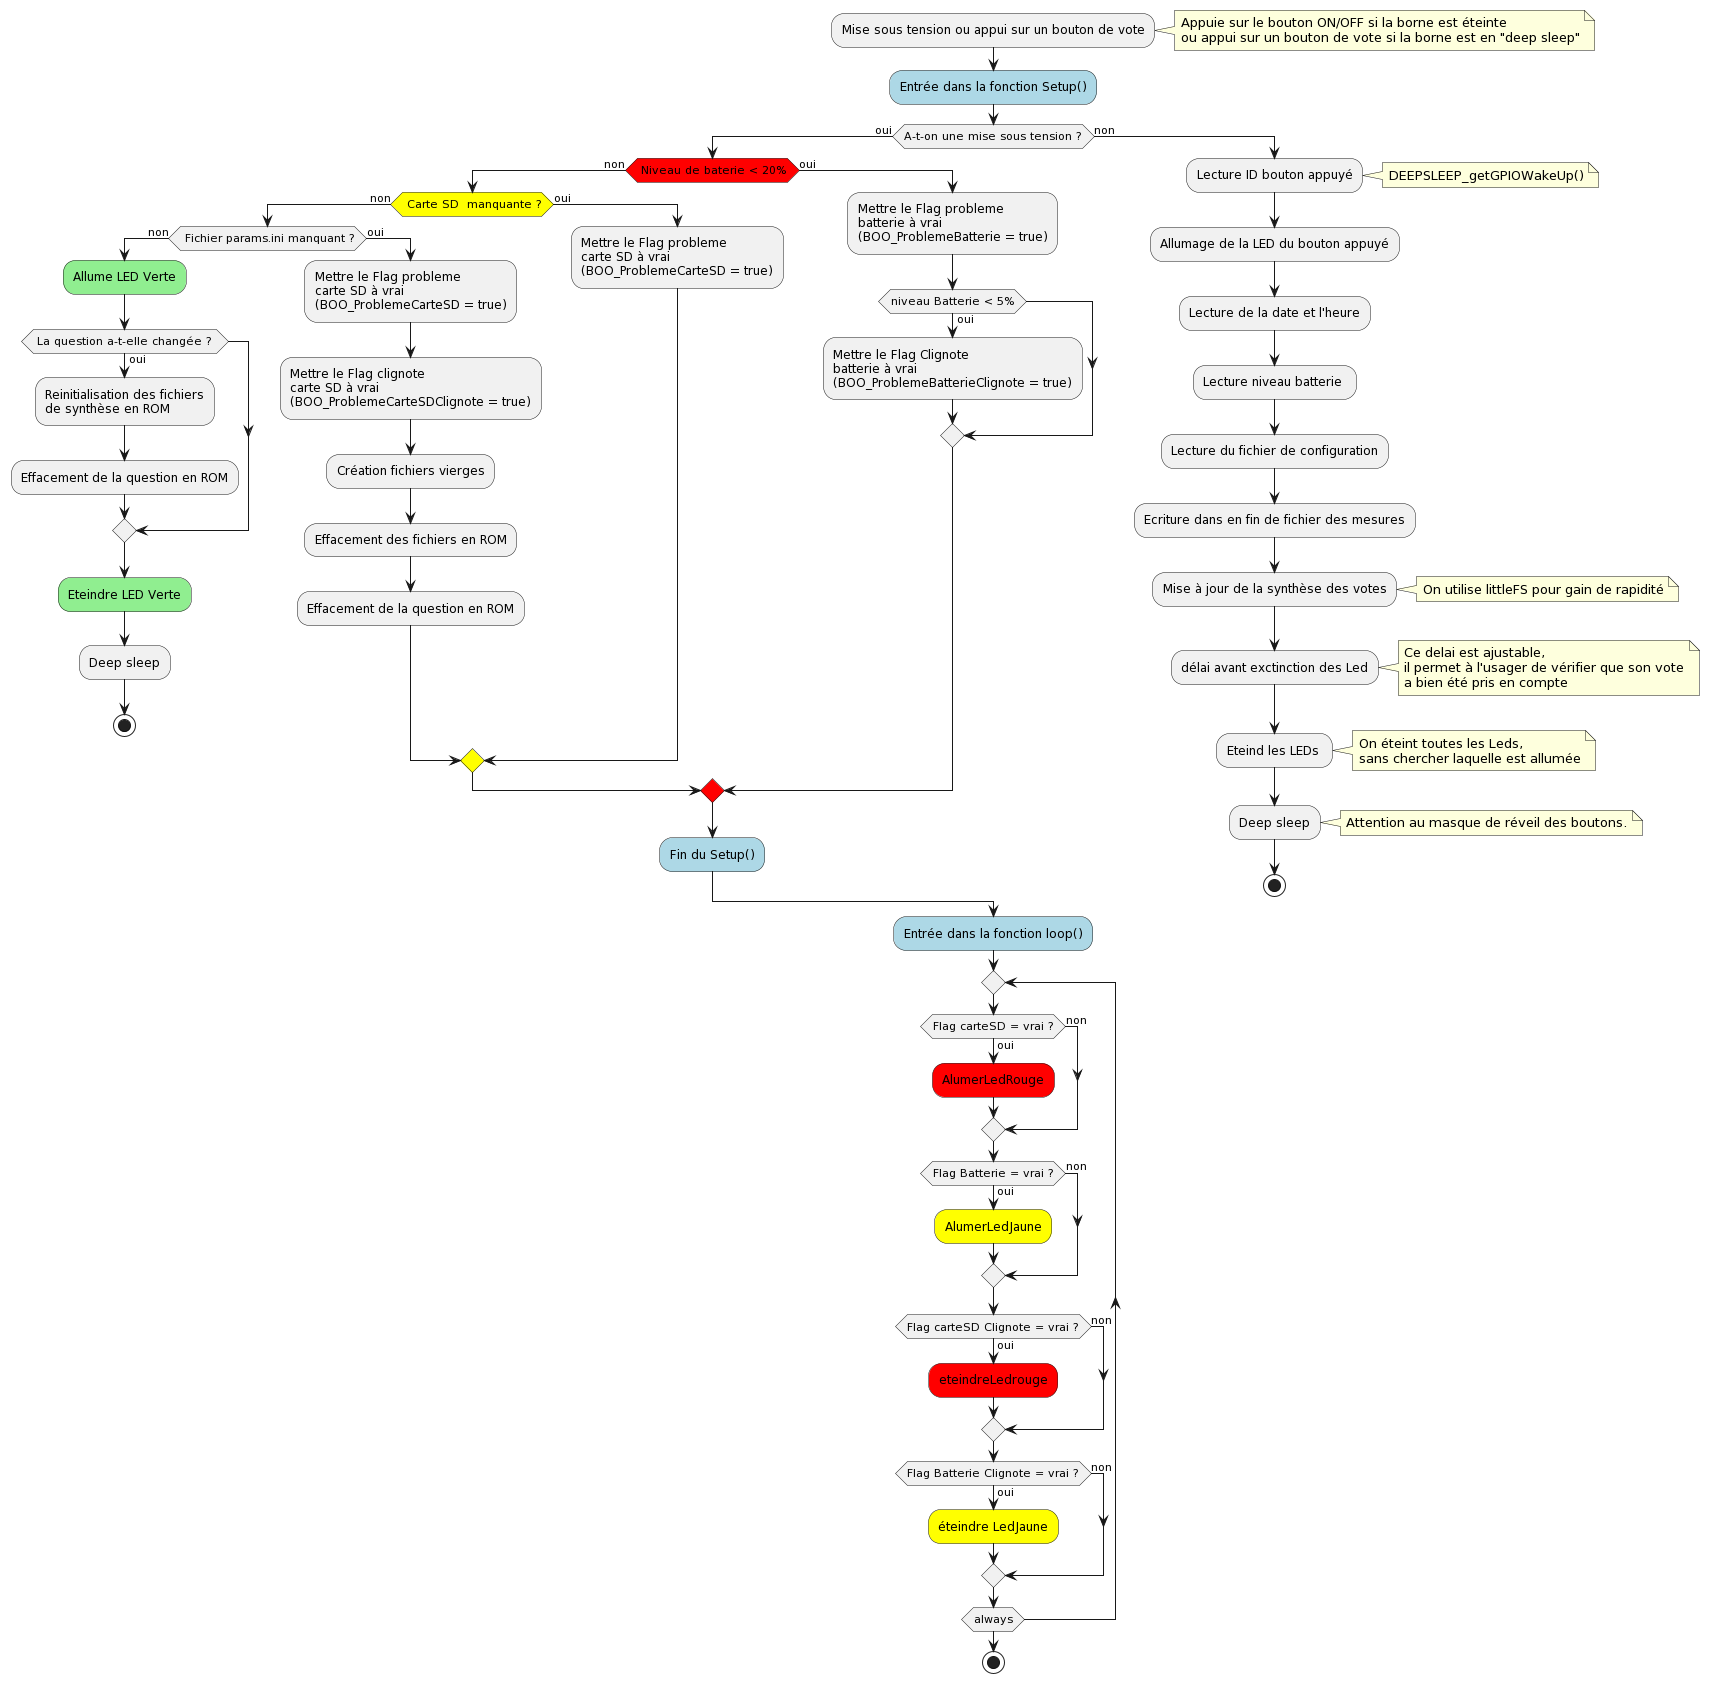 Mise sous tension ou appui sur un bouton de vote
Appuie sur le bouton ON/OFF si la borne est éteinte
ou appui sur un bouton de vote si la borne est en "deep sleep"
Entrée dans la fonction Setup()
oui
A-t-on une mise sous tension ?
non
non
Niveau de baterie < 20%
oui
non
Carte SD  manquante ?
oui
non
Fichier params.ini manquant ?
oui
Allume LED Verte
La question a-t-elle changée ?
oui
Reinitialisation des fichiers
de synthèse en ROM
Effacement de la question en ROM
Eteindre LED Verte
Deep sleep
Mettre le Flag probleme
carte SD à vrai
(BOO_ProblemeCarteSD = true)
Mettre le Flag clignote
carte SD à vrai
(BOO_ProblemeCarteSDClignote = true)
Création fichiers vierges
Effacement des fichiers en ROM
Effacement de la question en ROM
Mettre le Flag probleme
carte SD à vrai
(BOO_ProblemeCarteSD = true)
Mettre le Flag probleme
batterie à vrai
(BOO_ProblemeBatterie = true)
niveau Batterie < 5%
oui
Mettre le Flag Clignote
batterie à vrai
(BOO_ProblemeBatterieClignote = true)
Lecture ID bouton appuyé
DEEPSLEEP_getGPIOWakeUp()
Allumage de la LED du bouton appuyé
Lecture de la date et l'heure
Lecture niveau batterie
Lecture du fichier de configuration
Ecriture dans en fin de fichier des mesures
Mise à jour de la synthèse des votes
On utilise littleFS pour gain de rapidité
délai avant exctinction des Led
Ce delai est ajustable,
il permet à l'usager de vérifier que son vote
a bien été pris en compte
Eteind les LEDs
On éteint toutes les Leds,
sans chercher laquelle est allumée
Deep sleep
Attention au masque de réveil des boutons.
Fin du Setup()
Entrée dans la fonction loop()
Flag carteSD = vrai ?
non
oui
AlumerLedRouge
Flag Batterie = vrai ?
non
oui
AlumerLedJaune
Flag carteSD Clignote = vrai ?
non
oui
eteindreLedrouge
Flag Batterie Clignote = vrai ?
non
oui
éteindre LedJaune
always